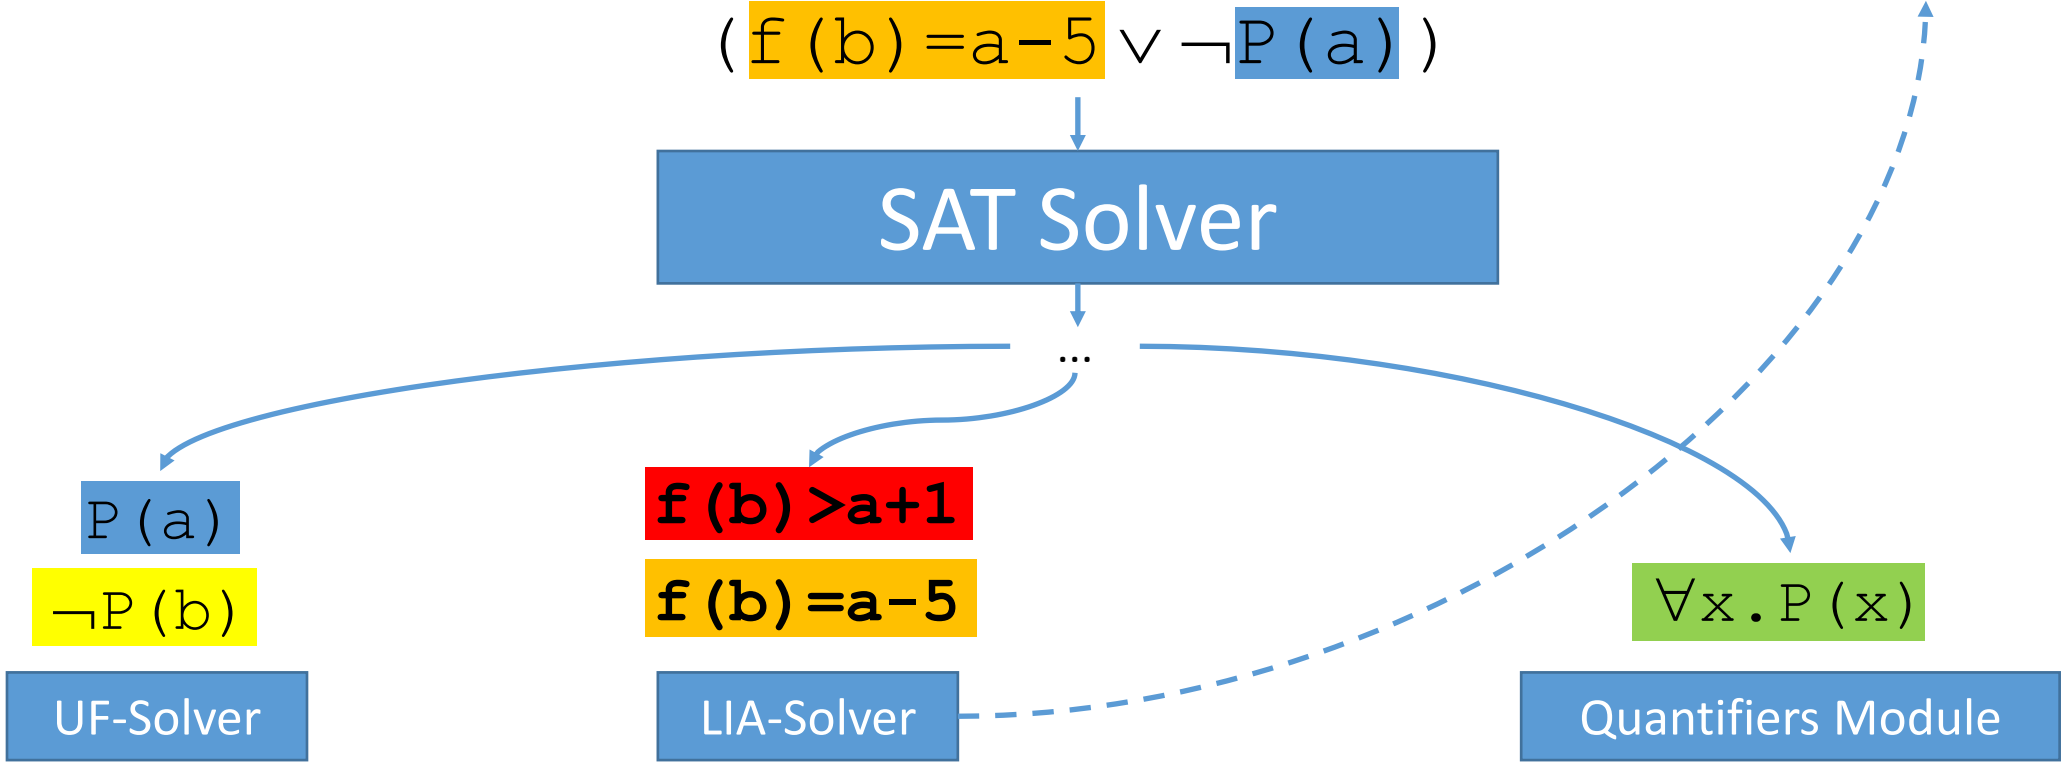 (f(b)=a-5 ∨ ¬P(a))
SAT Solver
...
P(a)
¬P(b)
UF-Solver
f(b)>a+1
f(b)=a-5
LIA-Solver
∀x.P(x)
Quantifiers Module